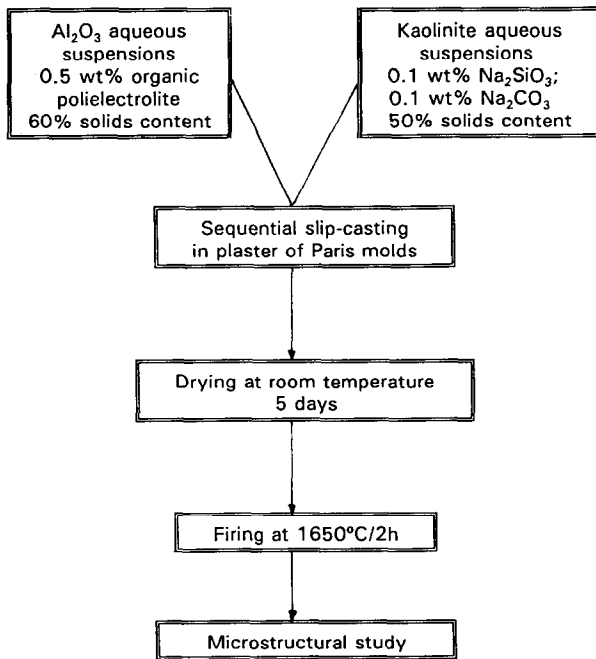 Al₂O₃ aqueous
suspensions
0.5 wt% organic
polielectrolite
60% solids content
Kaolinite aqueous
suspensions
0.1 wt% Na₂SiO₃;
0.1 wt% Na₂CO₃
50% solids content
Sequential slip-casting
in plaster of Paris molds
Drying at room temperature
5 days
Firing at 1650ºC/2h
Microstructural study